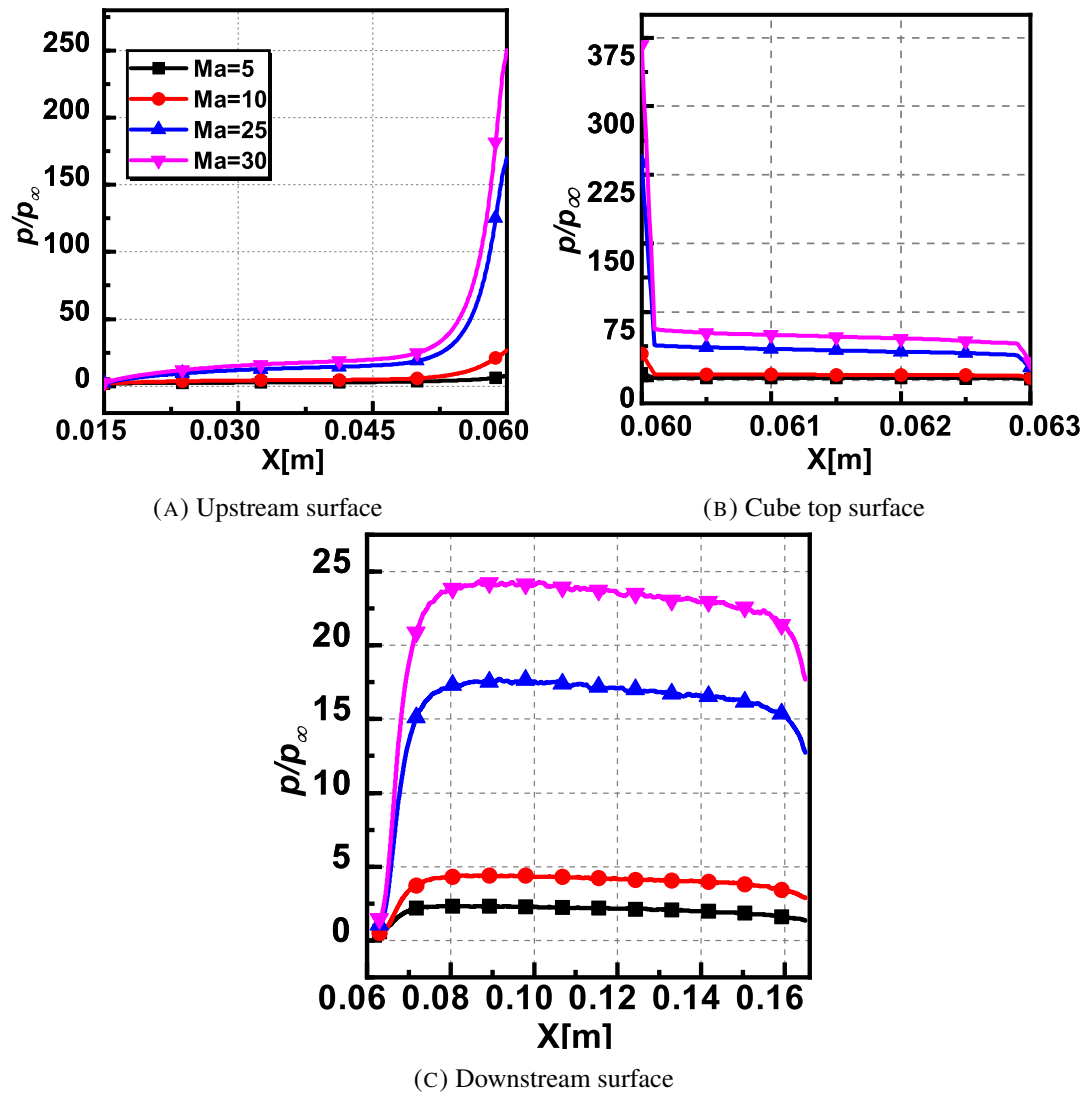 250
200
150
100
50
0
p/p∞
Ma=5
Ma=10
Ma=25
Ma=30
0.015 0.030 0.045 0.060
X[m]
(A) Upstream surface
375
300
225
150
75
0
p/p∞
0.060 0.061 0.062 0.063
X[m]
(B) Cube top surface
25
20
15
10
5
0
p/p∞
0.06 0.08 0.10 0.12 0.14 0.16
X[m]
(C) Downstream surface